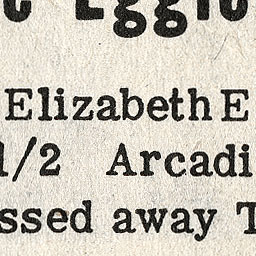 Elizabeth E
1/2 Arcadi
ssed away T